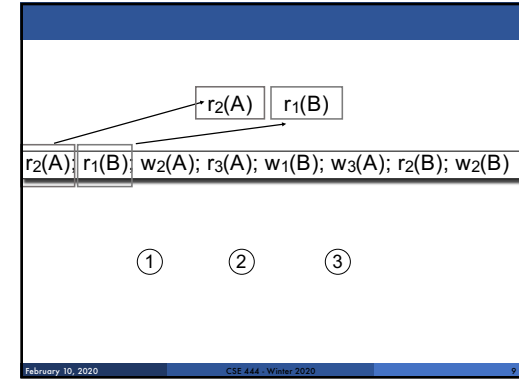 r2(A) r1(B)
r2(A); r1(B); w2(A); r3(A); w1(B); w3(A); r2(B); w2(B)
1 2 3
February 10, 2020 CSE 444 - Winter 2020 9